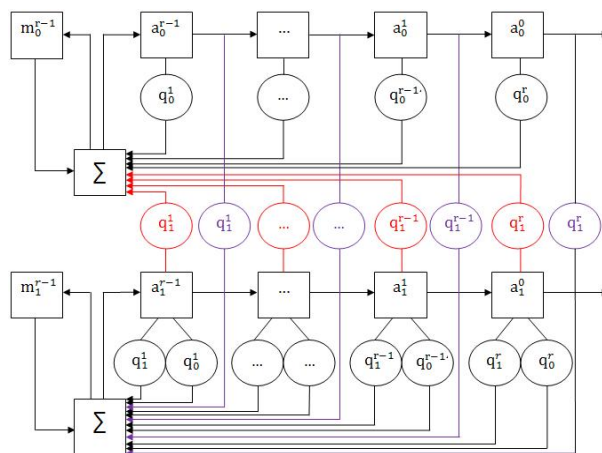 m₀ʳ⁻¹ a₀ʳ⁻¹ ... a₀¹ a₀⁰
q₀¹ ... q₀ʳ⁻¹· q₀ʳ
∑
q₁¹ q₁¹ ... ... q₁ʳ⁻¹ q₁ʳ⁻¹ q₁ʳ q₁ʳ
m₁ʳ⁻¹ a₁ʳ⁻¹ ... a₁¹ a₁⁰
q₁¹ q₀¹ ... ... q₁ʳ⁻¹ q₀ʳ⁻¹· q₁ʳ q₀ʳ
∑